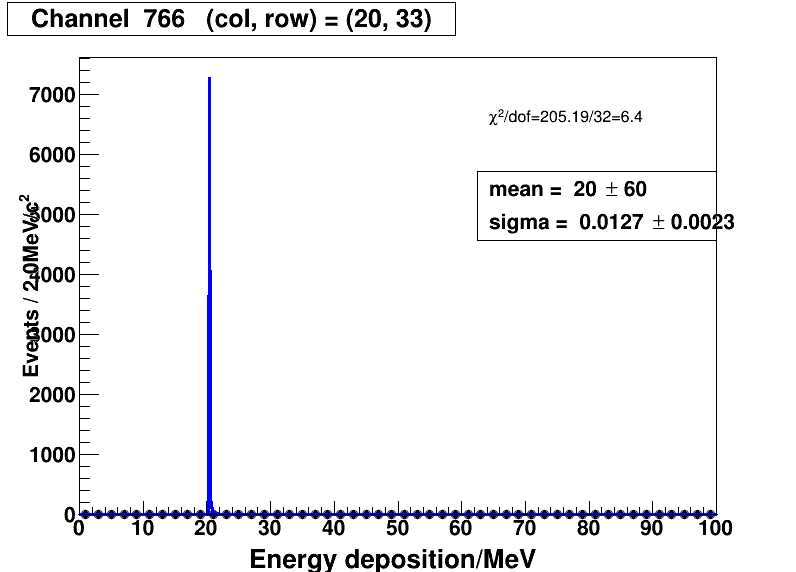 Channel  766   (col, row) = (20, 33)
χ²/dof=205.19/32=6.4
mean =  20 ± 60
sigma =  0.0127 ± 0.0023
Events / 2.0MeV/c²
7000
6000
5000
4000
3000
2000
1000
0
0 10 20 30 40 50 60 70 80 90 100
Energy deposition/MeV